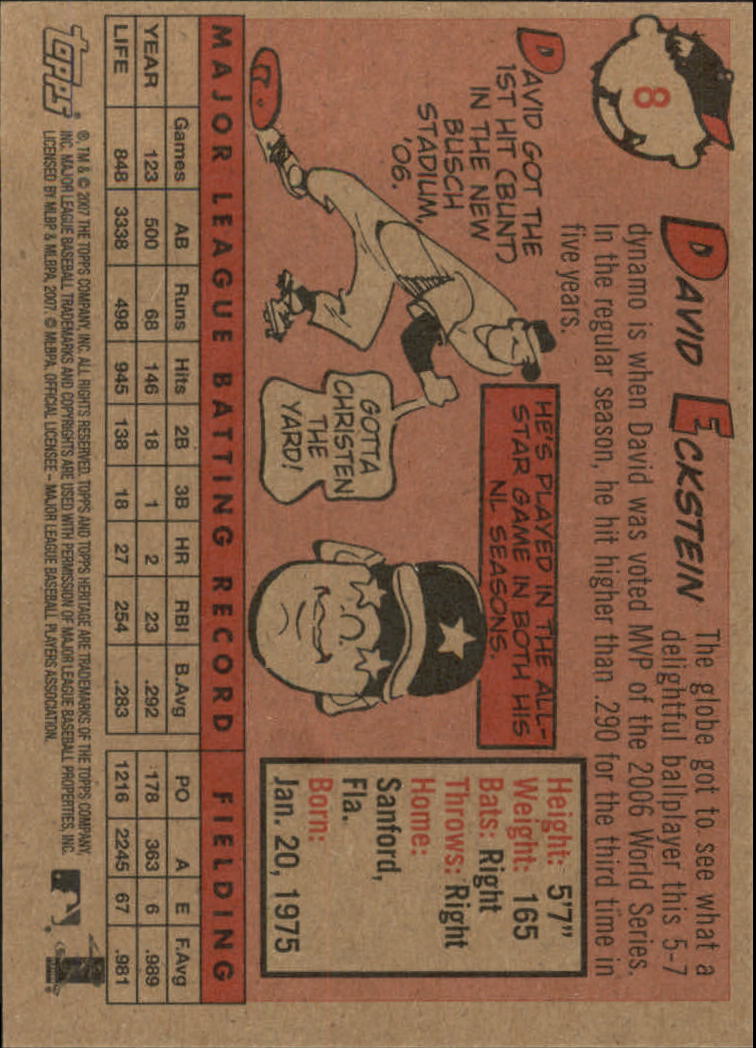 8
DAVID ECKSTEIN
The globe got to see what a
delightful ballplayer this 5-7
dynamo is when David was voted MVP of the 2006 World Series.
In the regular season, he hit higher than .290 for the third time in
five years.
DAVID GOT THE
1ST HIT (BUNT)
IN THE NEW
BUSCH
STADIUM,
'06.
GOTTA
CHRISTEN
THE
YARD!
HE'S PLAYED IN THE ALL-
STAR GAME IN BOTH HIS
NL SEASONS.
Height: 5'7"
Weight: 165
Bats: Right
Throws: Right
Home:
Sanford,
Fla.
Born:
Jan. 20, 1975
MAJOR LEAGUE BATTING RECORD FIELDING
Games AB Runs Hits 2B 3B HR RBI B.Avg PO A E F.Avg
YEAR 123 500 68 146 18 1 2 23 .292 178 363 6 .989
LIFE 848 3338 498 945 138 18 27 254 .283 1216 2245 67 .981
topps
®, TM & © 2007 THE TOPPS COMPANY, INC. ALL RIGHTS RESERVED. TOPPS AND TOPPS HERITAGE ARE TRADEMARKS OF THE TOPPS COMPANY,
INC. MAJOR LEAGUE BASEBALL TRADEMARKS AND COPYRIGHTS ARE USED WITH PERMISSION OF MAJOR LEAGUE BASEBALL PROPERTIES, INC.
LICENSED BY MLBP & MLBPA, 2007. © MLBPA, OFFICIAL LICENSEE – MAJOR LEAGUE BASEBALL PLAYERS ASSOCIATION.